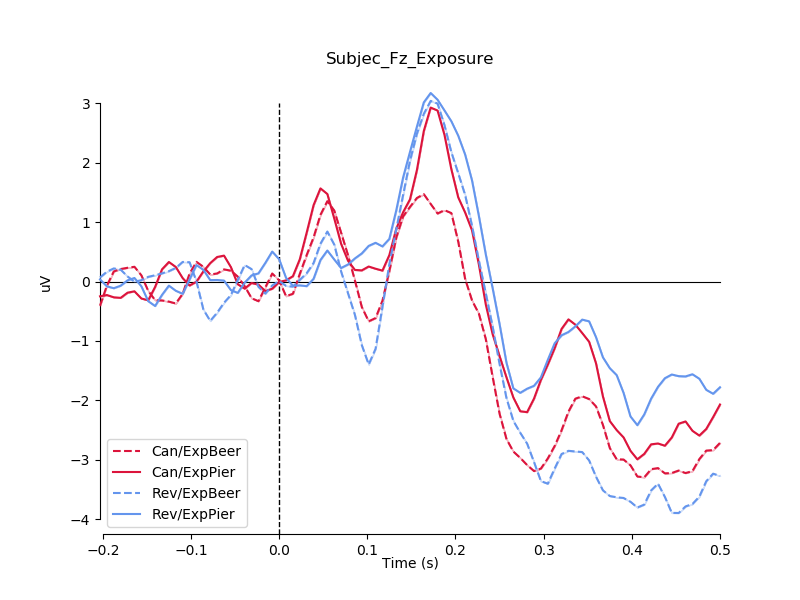 Subjec_Fz_Exposure
uV
3
2
1
0
−1
−2
−3
−4
Can/ExpBeer
Can/ExpPier
Rev/ExpBeer
Rev/ExpPier
−0.2 −0.1 0.0 0.1 0.2 0.3 0.4 0.5
Time (s)